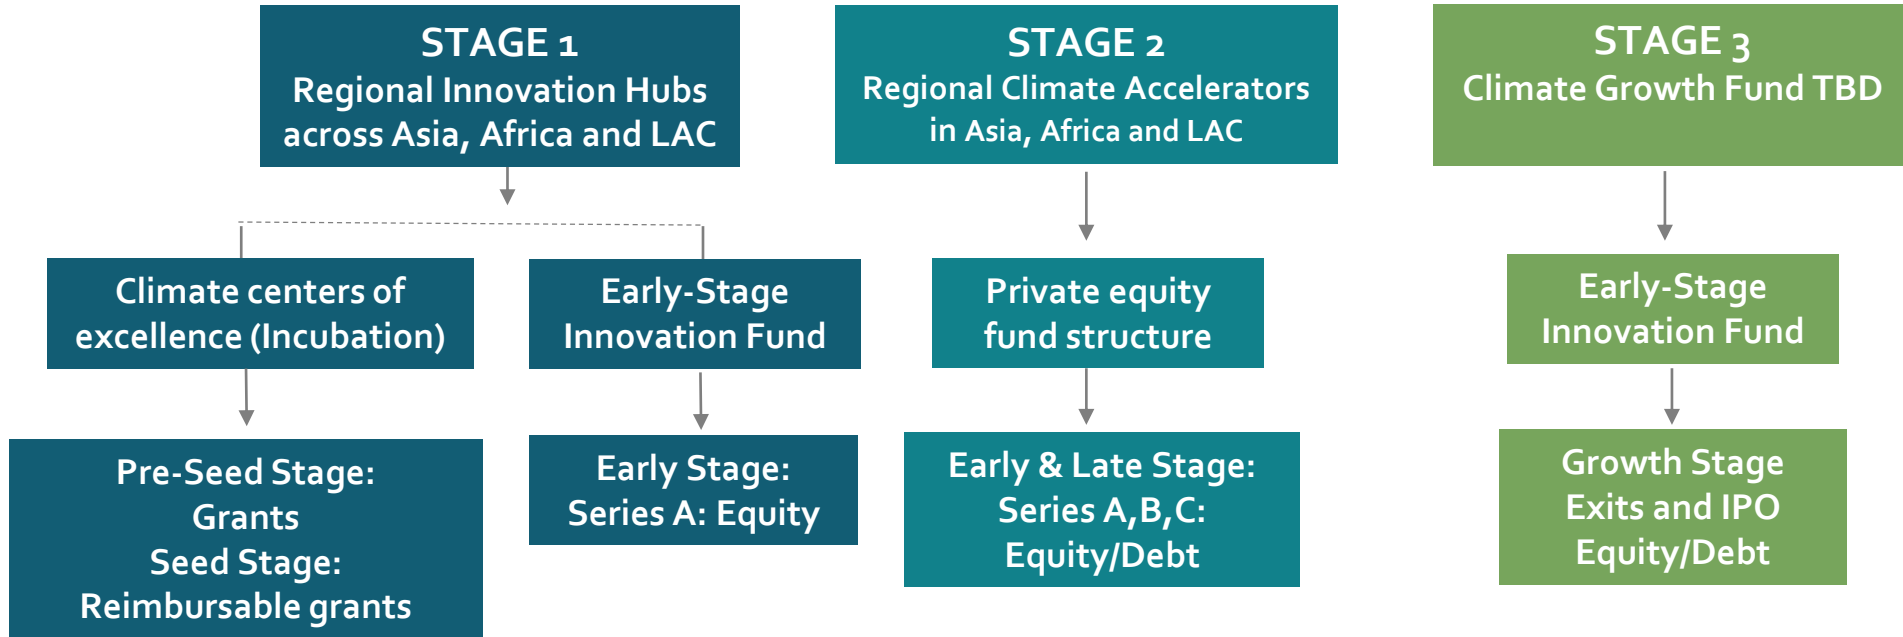 STAGE 1
Regional Innovation Hubs
across Asia, Africa and LAC
STAGE 2
Regional Climate Accelerators
in Asia, Africa and LAC
STAGE 3
Climate Growth Fund TBD
Climate centers of
excellence (Incubation)
Early-Stage
Innovation Fund
Private equity
fund structure
Early-Stage
Innovation Fund
Pre-Seed Stage:
Grants
Seed Stage:
Reimbursable grants
Early Stage:
Series A: Equity
Early & Late Stage:
Series A,B,C:
Equity/Debt
Growth Stage
Exits and IPO
Equity/Debt